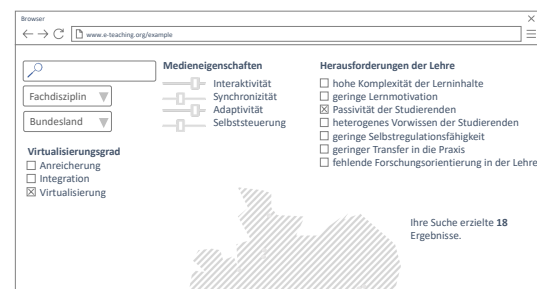 Browser
www.e-teaching.org/example
Fachdisziplin
Bundesland
Virtualisierungsgrad
Anreicherung
Integration
Virtualisierung
Medieneigenschaften
Interaktivität
Synchronizität
Adaptivität
Selbststeuerung
Herausforderungen der Lehre
hohe Komplexität der Lerninhalte
geringe Lernmotivation
Passivität der Studierenden
heterogenes Vorwissen der Studierenden
geringe Selbstregulationsfähigkeit
geringer Transfer in die Praxis
fehlende Forschungsorientierung in der Lehre
Ihre Suche erzielte 18
Ergebnisse.